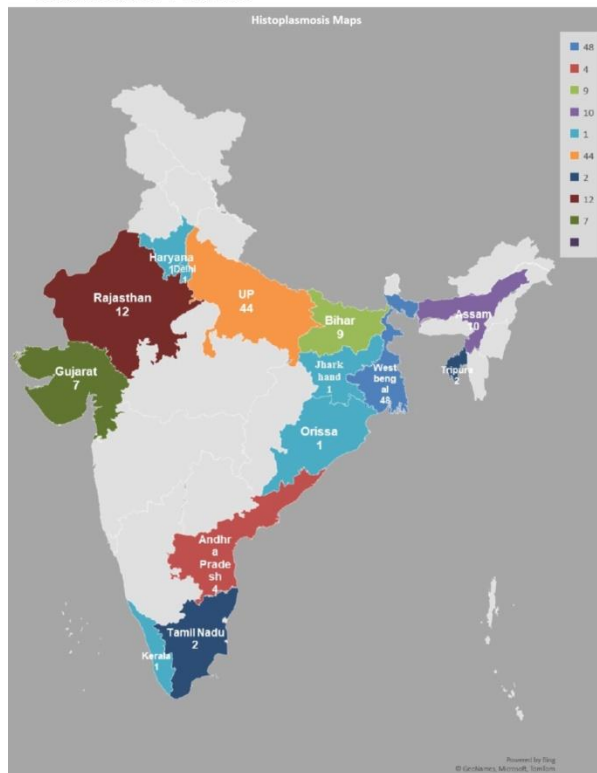 Histoplasmosis Maps
48
4
9
10
1
44
2
12
7
Haryana
1
Delhi
1
Rajasthan
12
UP
44
Bihar
9
Assam
10
Gujarat
7
Jhark
hand
1
West
beng
al
48
Tripura
2
Orissa
1
Andhr
a
Prade
sh
4
Tamil Nadu
2
Kerala
1
Powered by Bing
© GeoNames, Microsoft, TomTom